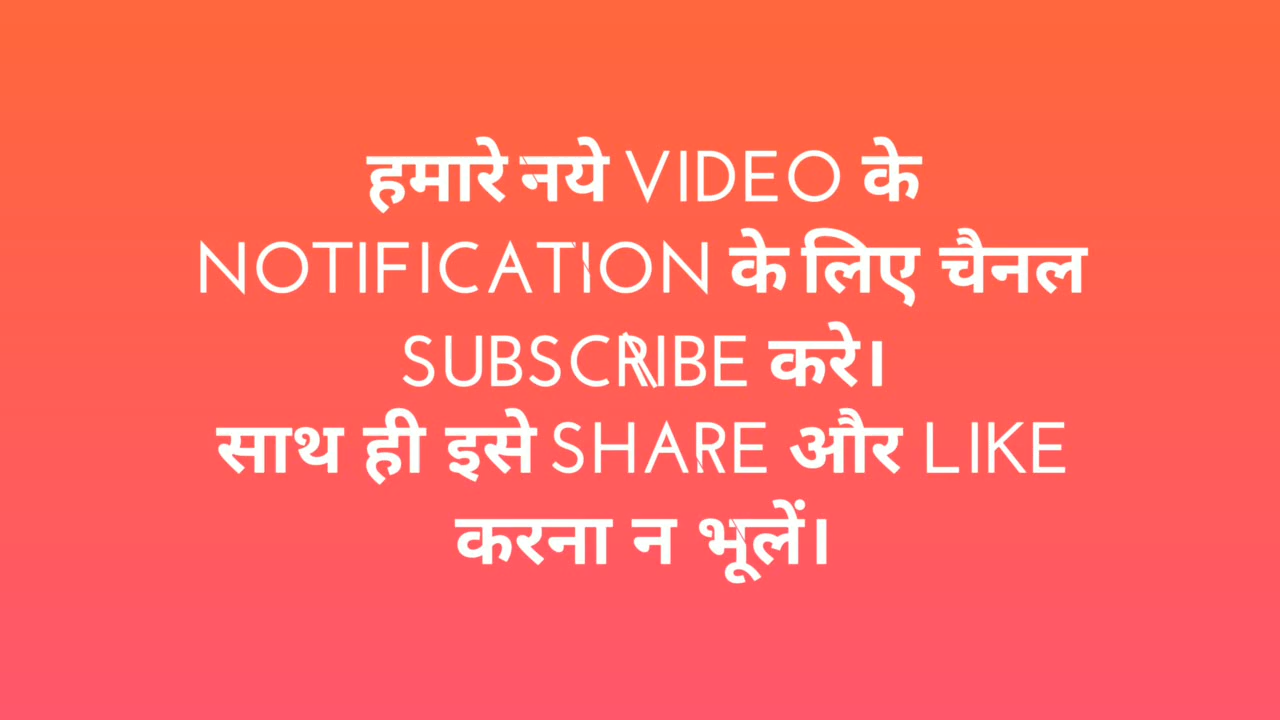 हमारे नये VIDEO के
NOTIFICATION के लिए चैनल
SUBSCRIBE करे।
साथ ही इसे SHARE और LIKE
करना न भूलें।